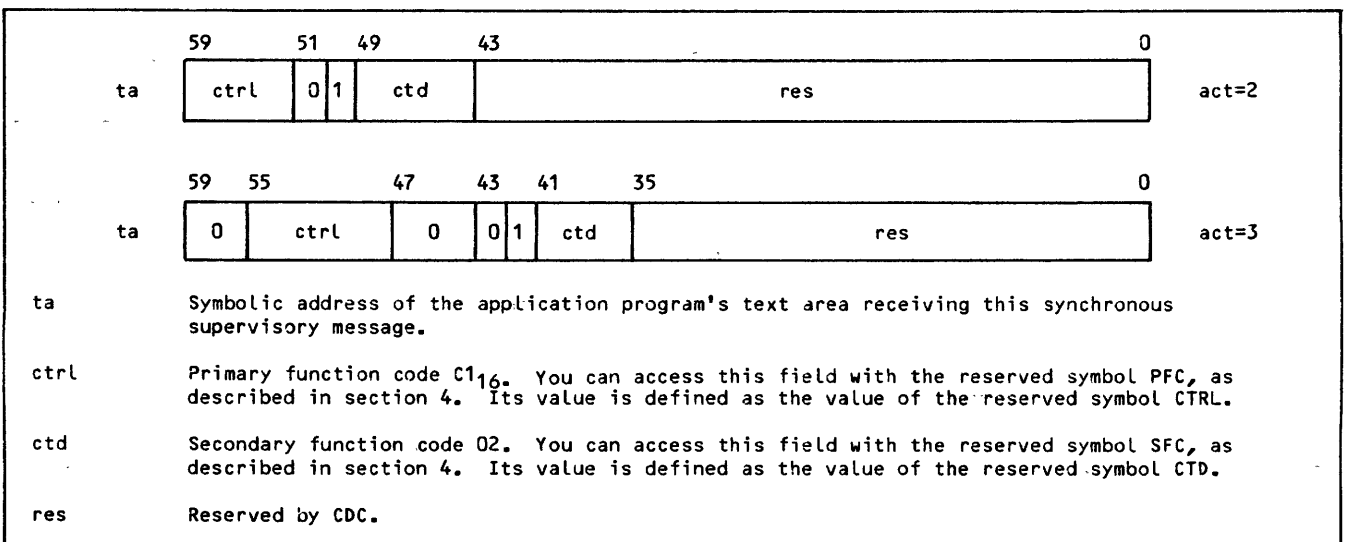 59 51 49 43 0
ta ctrl 0 1 ctd res act=2
59 55 47 43 41 35 0
ta 0 ctrl 0 0 1 ctd res act=3
ta Symbolic address of the application program's text area receiving this synchronous
supervisory message.
ctrl Primary function code C1₁₆. You can access this field with the reserved symbol PFC, as
described in section 4. Its value is defined as the value of the reserved symbol CTRL.
ctd Secondary function code 02. You can access this field with the reserved symbol SFC, as
described in section 4. Its value is defined as the value of the reserved symbol CTD.
res Reserved by CDC.